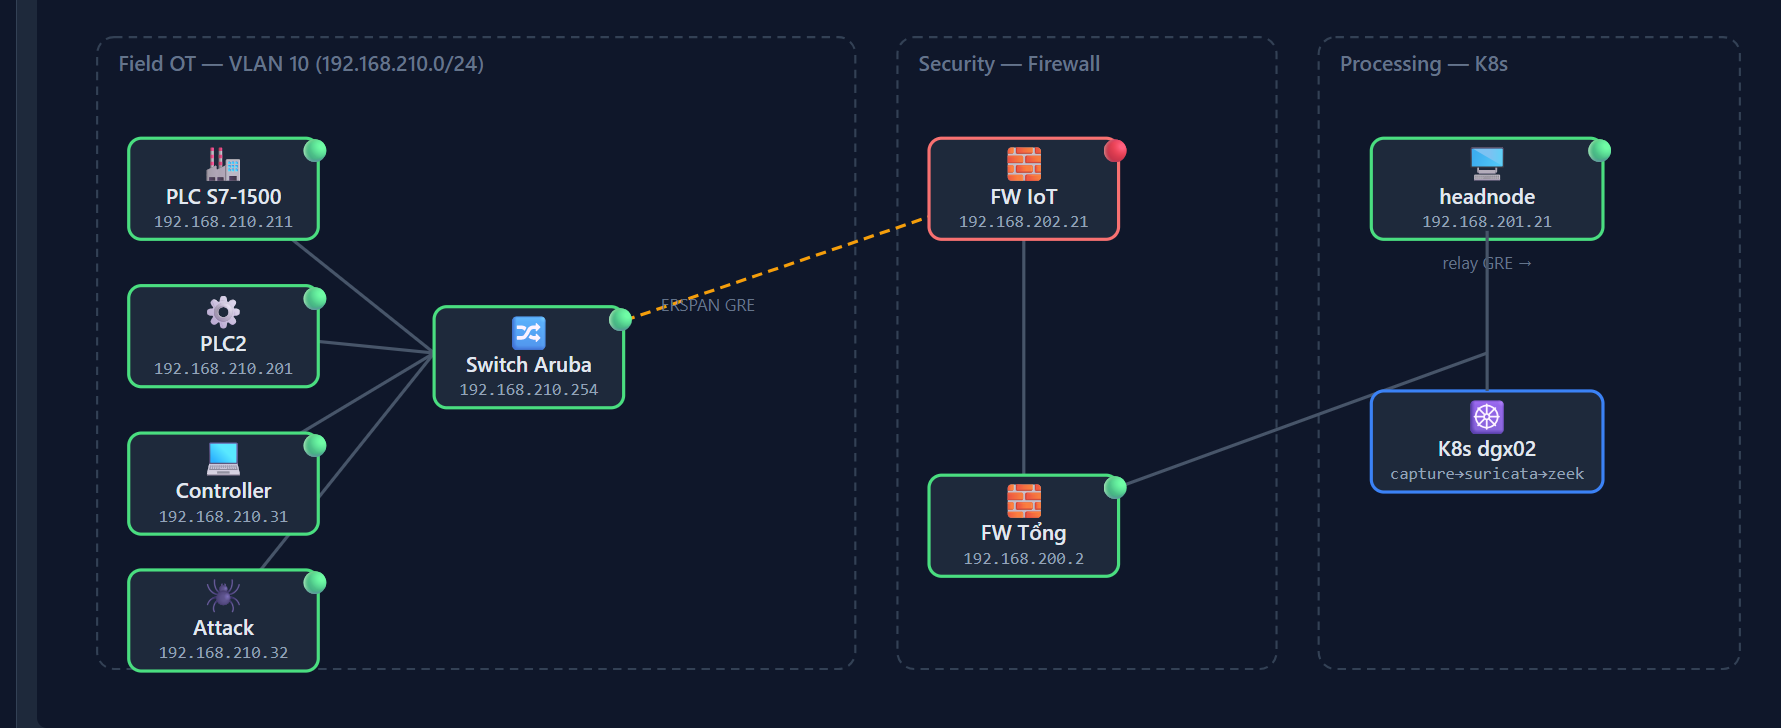 Field OT — VLAN 10 (192.168.210.0/24)
PLC S7-1500
192.168.210.211
PLC2
192.168.210.201
Controller
192.168.210.31
Attack
192.168.210.32
Switch Aruba
192.168.210.254
ERSPAN GRE
Security — Firewall
FW IoT
192.168.202.21
FW Tổng
192.168.200.2
Processing — K8s
headnode
192.168.201.21
relay GRE →
K8s dgx02
capture→suricata→zeek